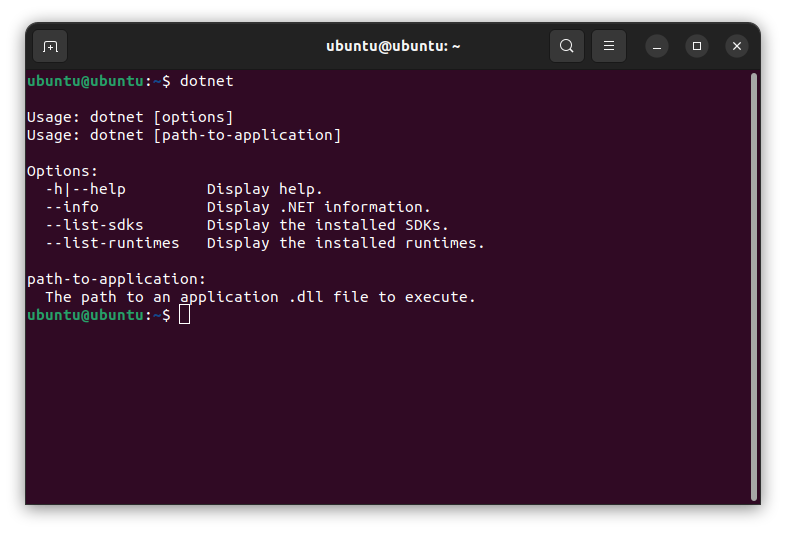 ubuntu@ubuntu: ~
ubuntu@ubuntu:~$ dotnet
Usage: dotnet [options]
Usage: dotnet [path-to-application]
Options:
  -h|--help         Display help.
  --info            Display .NET information.
  --list-sdks       Display the installed SDKs.
  --list-runtimes   Display the installed runtimes.
path-to-application:
  The path to an application .dll file to execute.
ubuntu@ubuntu:~$